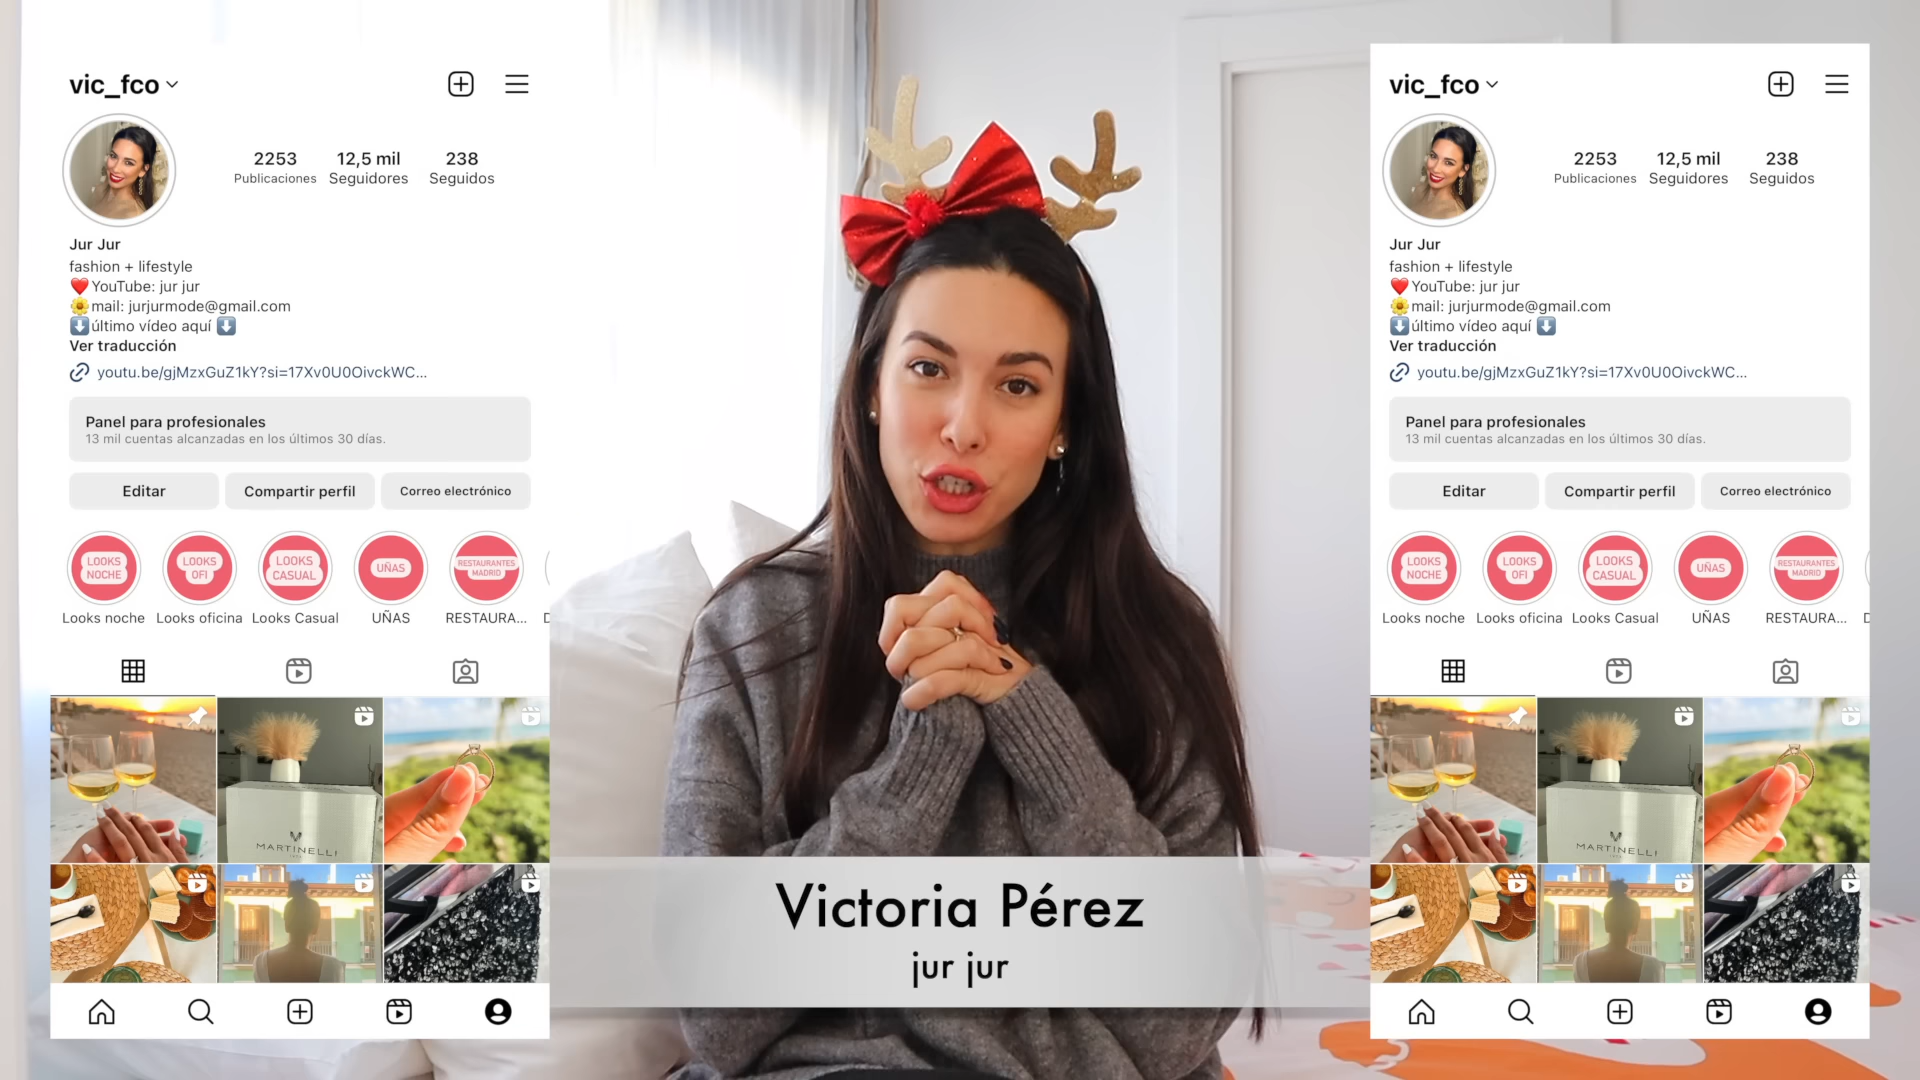 vic_fco
2253 12,5 mil 238
Publicaciones Seguidores Seguidos
Jur Jur
fashion + lifestyle
❤️YouTube: jur jur
🌼mail: jurjurmode@gmail.com
⬇️último vídeo aquí ⬇️
Ver traducción
youtu.be/gjMzxGuZ1kY?si=17Xv0U0OivckWC...
Panel para profesionales
13 mil cuentas alcanzadas en los últimos 30 días.
Editar Compartir perfil Correo electrónico
LOOKS NOCHE
LOOKS OFI
LOOKS CASUAL
UÑAS
RESTAURANTES MADRID
Looks noche Looks oficina Looks Casual UÑAS RESTAURA...
MARTINELLI
Victoria Pérez
jur jur
vic_fco
2253 12,5 mil 238
Publicaciones Seguidores Seguidos
Jur Jur
fashion + lifestyle
❤️YouTube: jur jur
🌼mail: jurjurmode@gmail.com
⬇️último vídeo aquí ⬇️
Ver traducción
youtu.be/gjMzxGuZ1kY?si=17Xv0U0OivckWC...
Panel para profesionales
13 mil cuentas alcanzadas en los últimos 30 días.
Editar Compartir perfil Correo electrónico
LOOKS NOCHE
LOOKS OFI
LOOKS CASUAL
UÑAS
RESTAURANTES MADRID
Looks noche Looks oficina Looks Casual UÑAS RESTAURA...
MARTINELLI